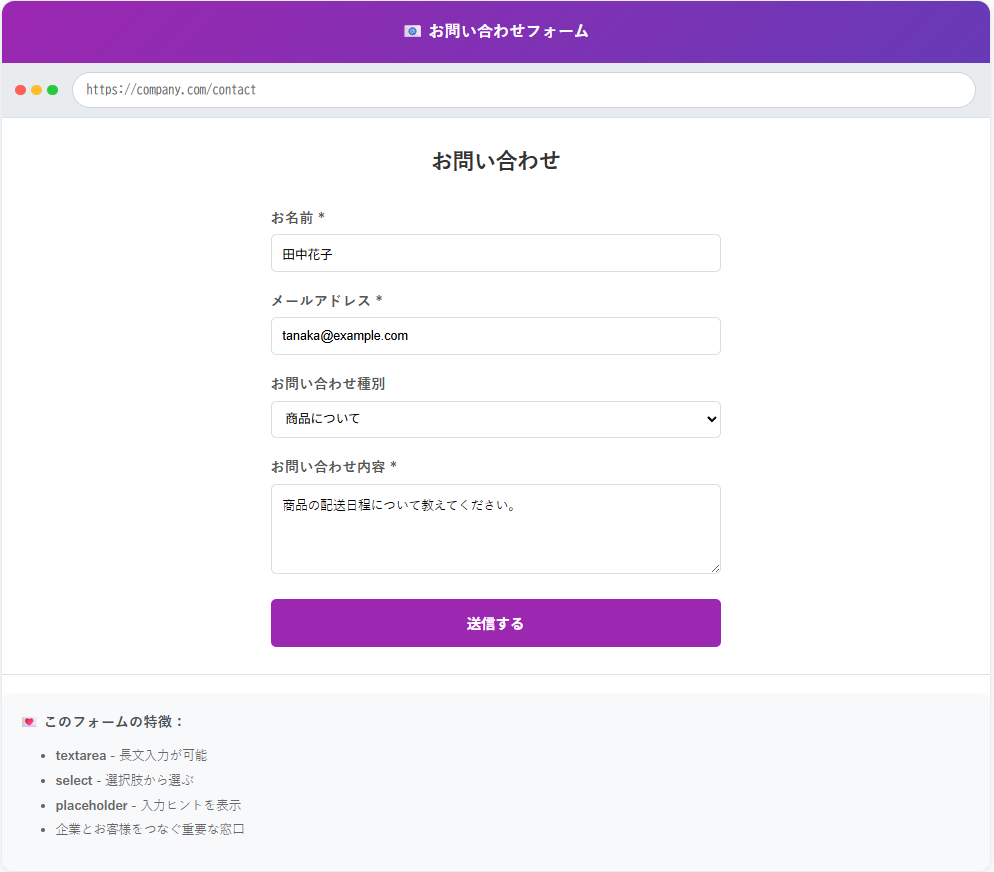 お問い合わせフォーム
https://company.com/contact
お問い合わせ
お名前 *
田中花子
メールアドレス *
tanaka@example.com
お問い合わせ種別
商品について
お問い合わせ内容 *
商品の配送日程について教えてください。
送信する
このフォームの特徴：
textarea - 長文入力が可能
select - 選択肢から選ぶ
placeholder - 入力ヒントを表示
企業とお客様をつなぐ重要な窓口